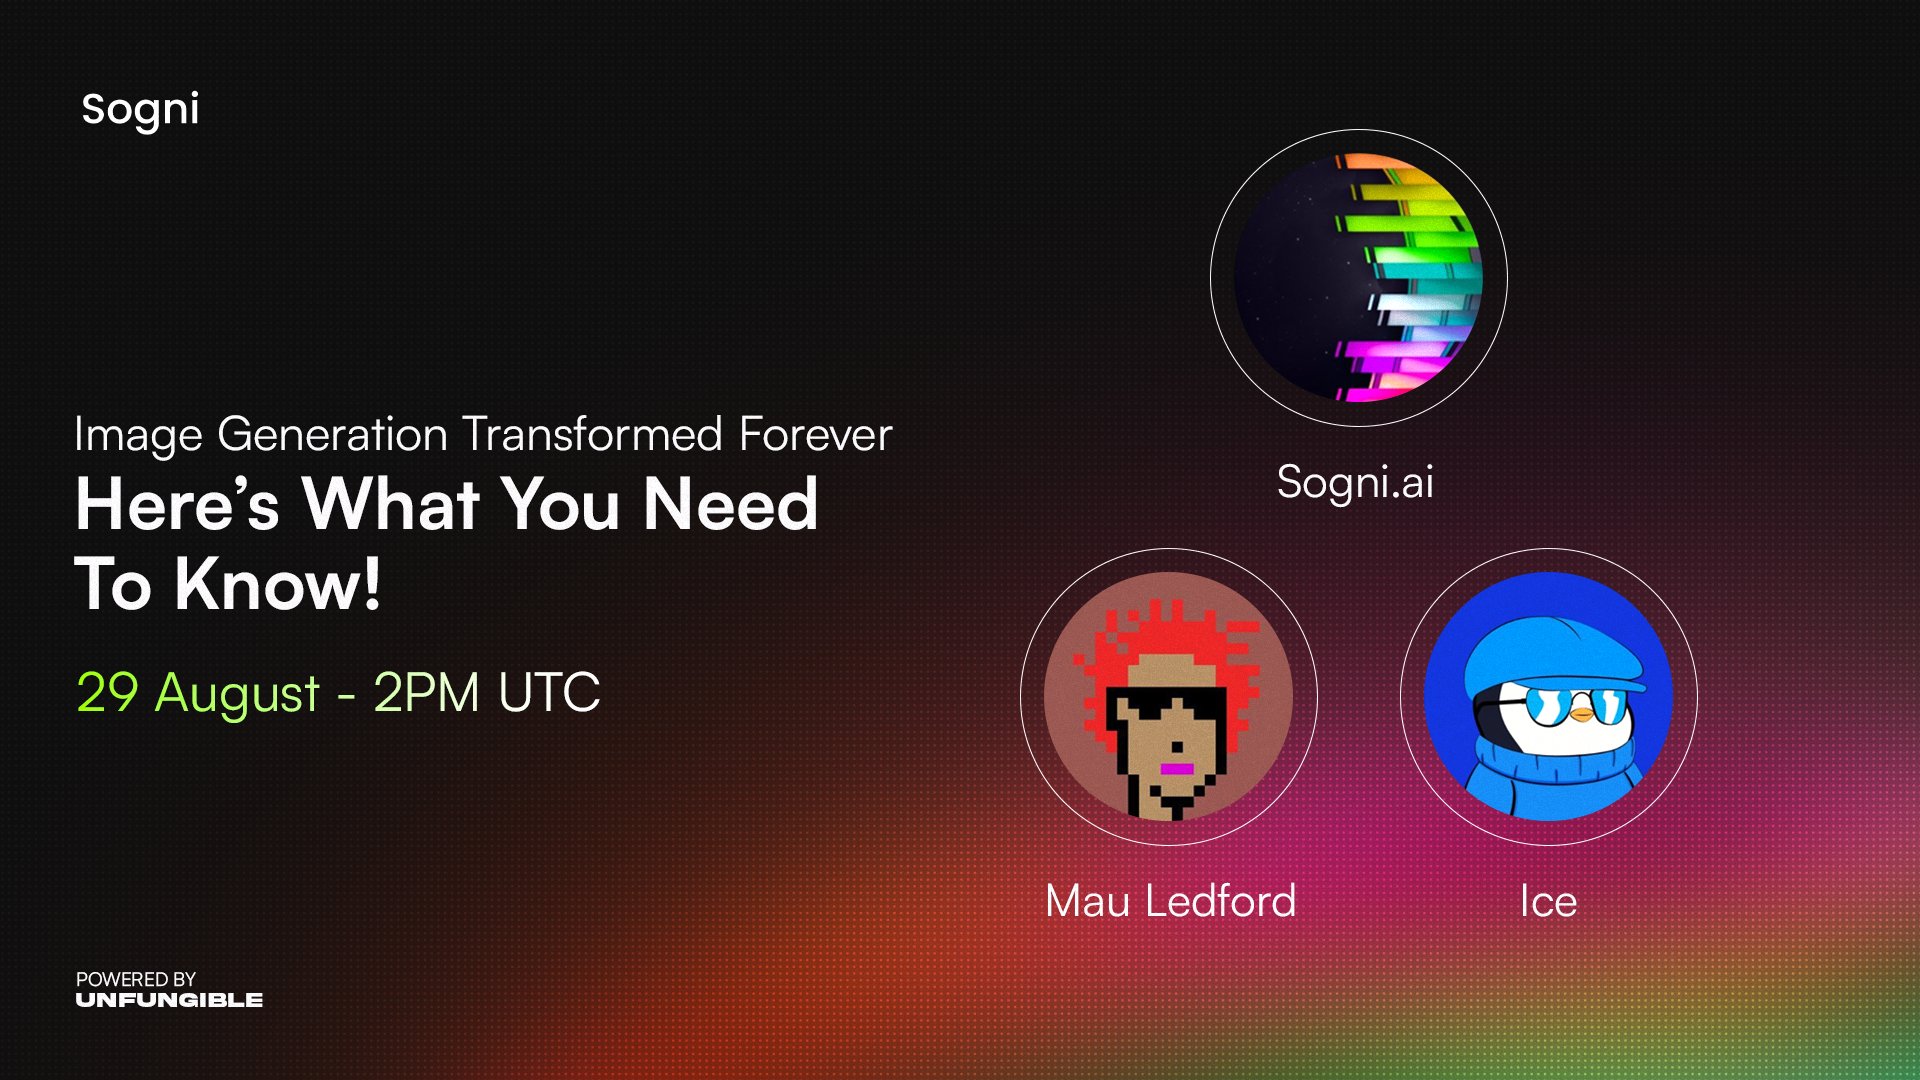 Sogni
Image Generation Transformed Forever
Here’s What You Need
To Know!
29 August - 2PM UTC
Sogni.ai
Mau Ledford
Ice
POWERED BY
UNFUNGIBLE